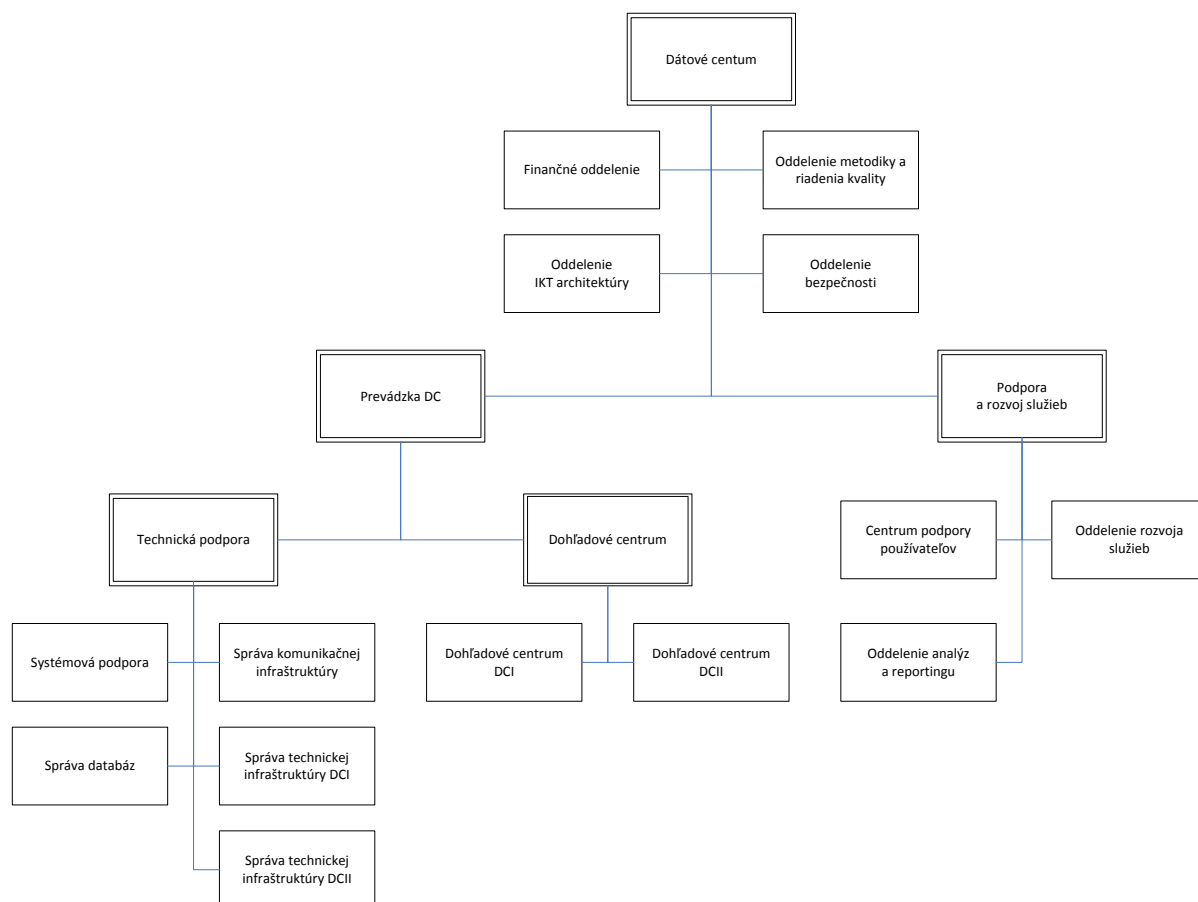 Dátové centum
Finančné oddelenie
Oddelenie metodiky a
riadenia kvality
Oddelenie
IKT architektúry
Oddelenie
bezpečnosti
Prevádzka DC
Podpora
a rozvoj služieb
Technická podpora
Dohľadové centrum
Centrum podpory
používateľov
Oddelenie rozvoja
služieb
Systémová podpora
Správa komunikačnej
infraštruktúry
Dohľadové centrum
DCI
Dohľadové centrum
DCII
Oddelenie analýz
a reportingu
Správa databáz
Správa technickej
infraštruktúry DCI
Správa technickej
infraštruktúry DCII